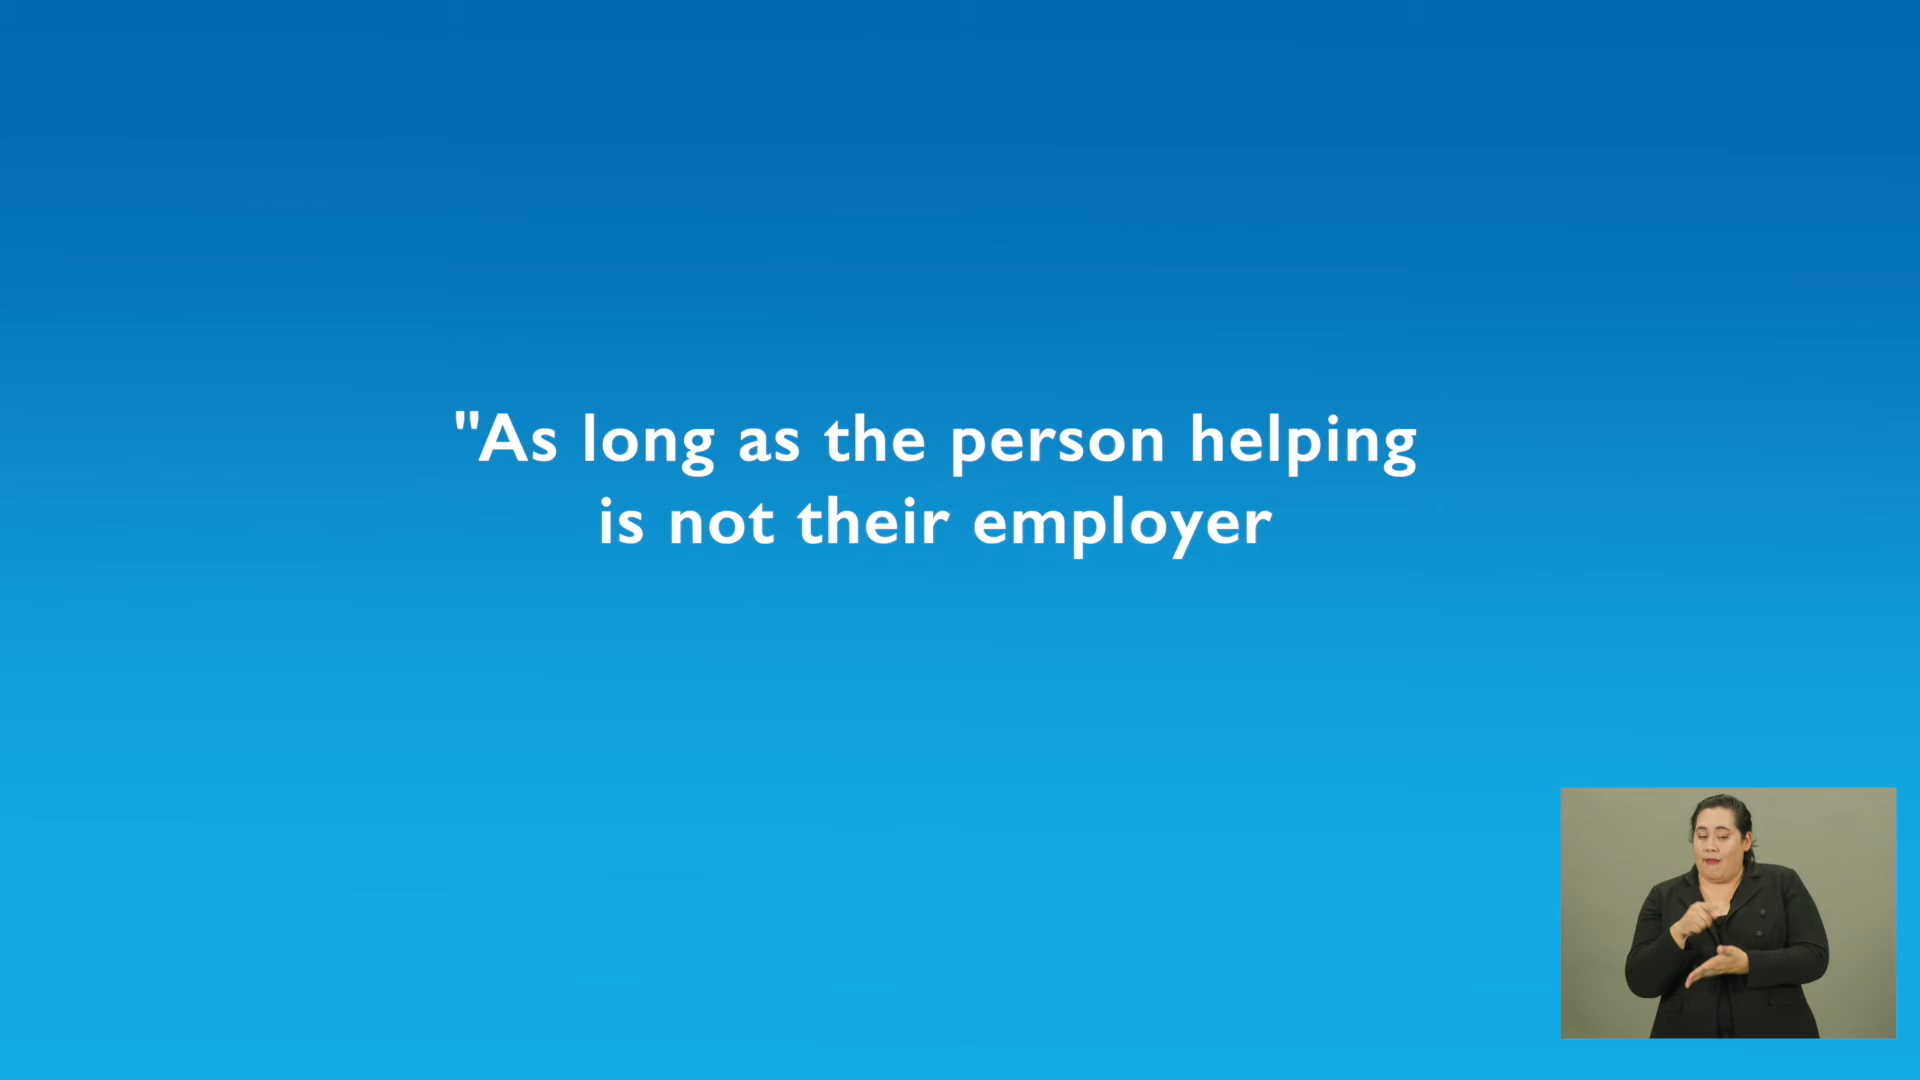 "As long as the person helping
is not their employer